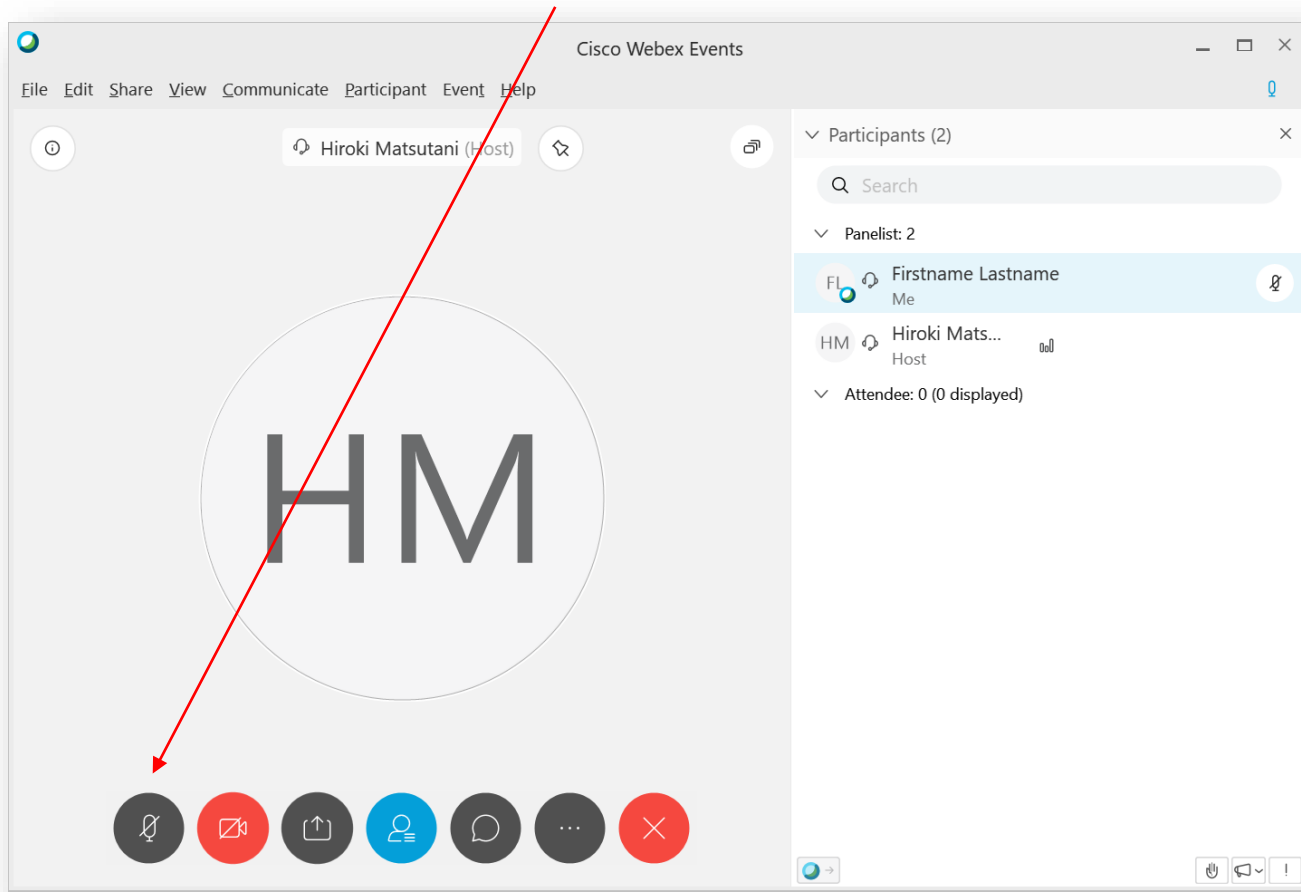 Cisco Webex Events
File Edit Share View Communicate Participant Event Help
Hiroki Matsutani (Host)
Participants (2)
Search
Panelist: 2
FL
Firstname Lastname
Me
HM
Hiroki Mats...
Host
Attendee: 0 (0 displayed)
HM